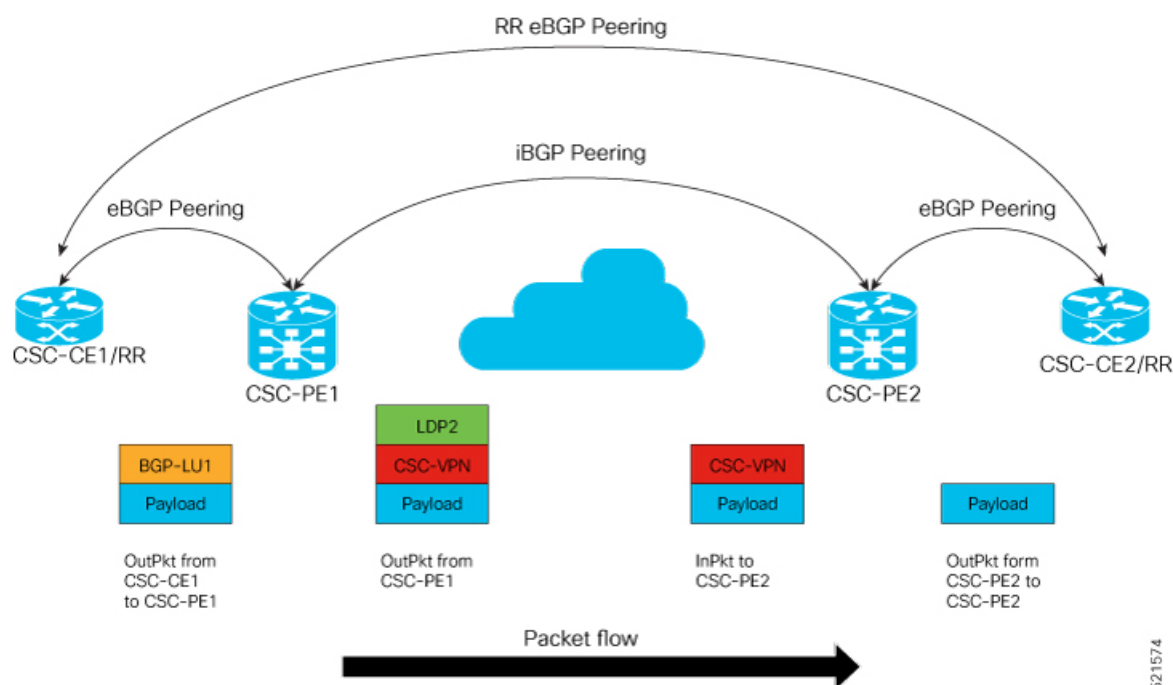 RR eBGP Peering
iBGP Peering
eBGP Peering
eBGP Peering
CSC-CE1/RR
CSC-PE1
CSC-PE2
CSC-CE2/RR
LDP2
BGP-LU1
CSC-VPN
CSC-VPN
Payload
Payload
Payload
Payload
OutPkt from
CSC-CE1
to CSC-PE1
OutPkt from
CSC-PE1
InPkt to
CSC-PE2
OutPkt form
CSC-PE2 to
CSC-PE2
Packet flow
521574